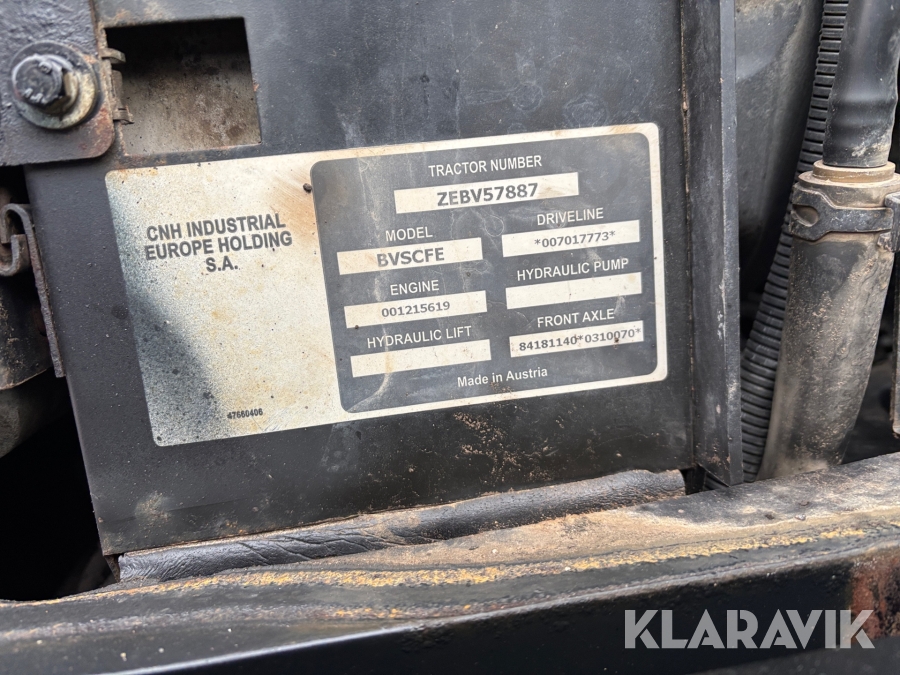 CNH INDUSTRIAL
EUROPE HOLDING
S.A.
47660406
TRACTOR NUMBER
ZEBV57887
MODEL
BVSCFE
DRIVELINE
*007017773*
ENGINE
001215619
HYDRAULIC PUMP
HYDRAULIC LIFT
FRONT AXLE
84181140*0310070*
Made in Austria
KLARAVIK